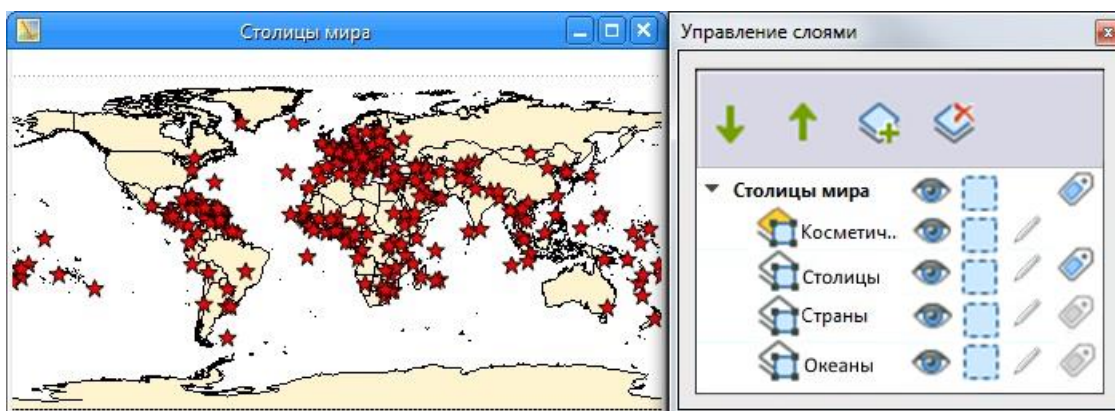 Столицы мира
Управление слоями
Столицы мира
Косметич..
Столицы
Страны
Океаны